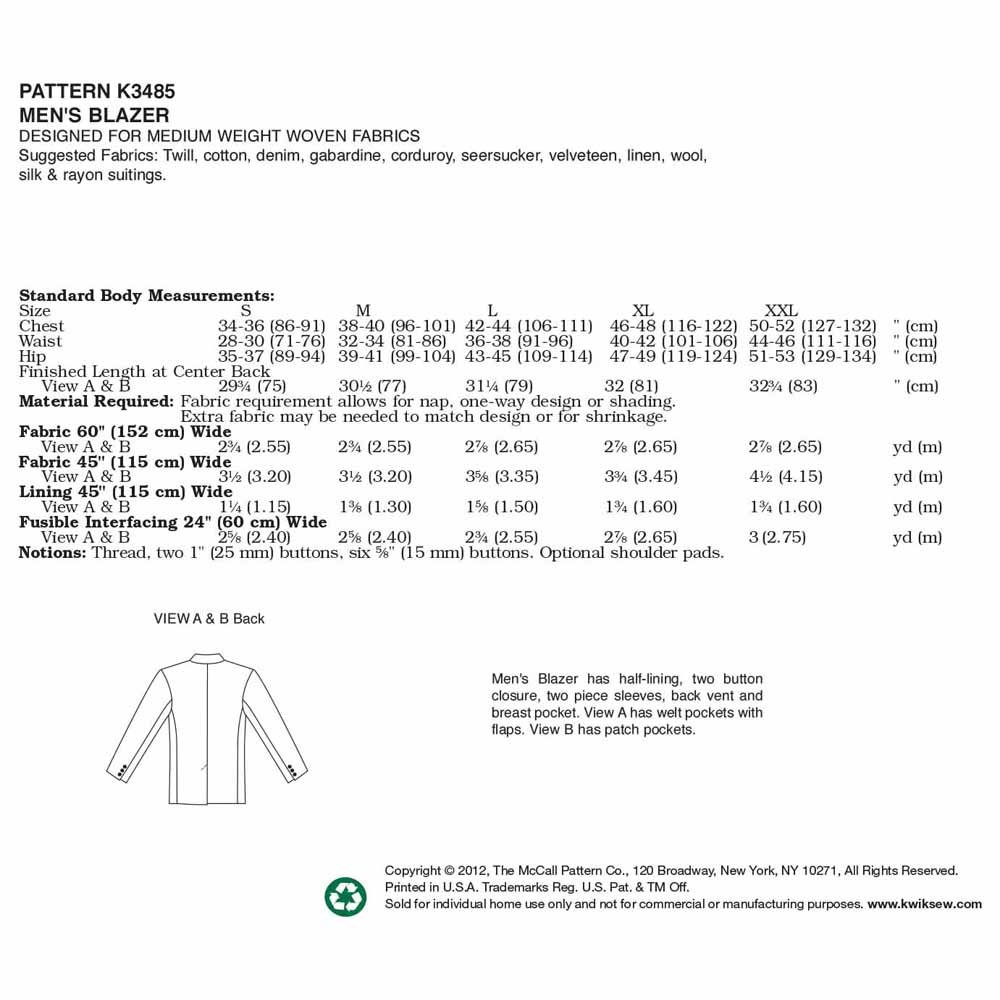 PATTERN K3485
MEN'S BLAZER
DESIGNED FOR MEDIUM WEIGHT WOVEN FABRICS
Suggested Fabrics: Twill, cotton, denim, gabardine, corduroy, seersucker, velveteen, linen, wool,
silk & rayon suitings.
Standard Body Measurements:
Size S M L XL XXL
Chest 34-36 (86-91) 38-40 (96-101) 42-44 (106-111) 46-48 (116-122) 50-52 (127-132) " (cm)
Waist 28-30 (71-76) 32-34 (81-86) 36-38 (91-96) 40-42 (101-106) 44-46 (111-116) " (cm)
Hip 35-37 (89-94) 39-41 (99-104) 43-45 (109-114) 47-49 (119-124) 51-53 (129-134) " (cm)
Finished Length at Center Back
View A & B 29¾ (75) 30½ (77) 31¼ (79) 32 (81) 32¾ (83) " (cm)
Material Required: Fabric requirement allows for nap, one-way design or shading.
Extra fabric may be needed to match design or for shrinkage.
Fabric 60" (152 cm) Wide
View A & B 2¾ (2.55) 2¾ (2.55) 2⅞ (2.65) 2⅞ (2.65) 2⅞ (2.65) yd (m)
Fabric 45" (115 cm) Wide
View A & B 3½ (3.20) 3½ (3.20) 3⅝ (3.35) 3¾ (3.45) 4½ (4.15) yd (m)
Lining 45" (115 cm) Wide
View A & B 1¼ (1.15) 1⅜ (1.30) 1⅝ (1.50) 1¾ (1.60) 1¾ (1.60) yd (m)
Fusible Interfacing 24" (60 cm) Wide
View A & B 2⅝ (2.40) 2⅝ (2.40) 2¾ (2.55) 2⅞ (2.65) 3 (2.75) yd (m)
Notions: Thread, two 1" (25 mm) buttons, six ⅝" (15 mm) buttons. Optional shoulder pads.
VIEW A & B Back
Men's Blazer has half-lining, two button
closure, two piece sleeves, back vent and
breast pocket. View A has welt pockets with
flaps. View B has patch pockets.
Copyright © 2012, The McCall Pattern Co., 120 Broadway, New York, NY 10271, All Rights Reserved.
Printed in U.S.A. Trademarks Reg. U.S. Pat. & TM Off.
Sold for individual home use only and not for commercial or manufacturing purposes. www.kwiksew.com